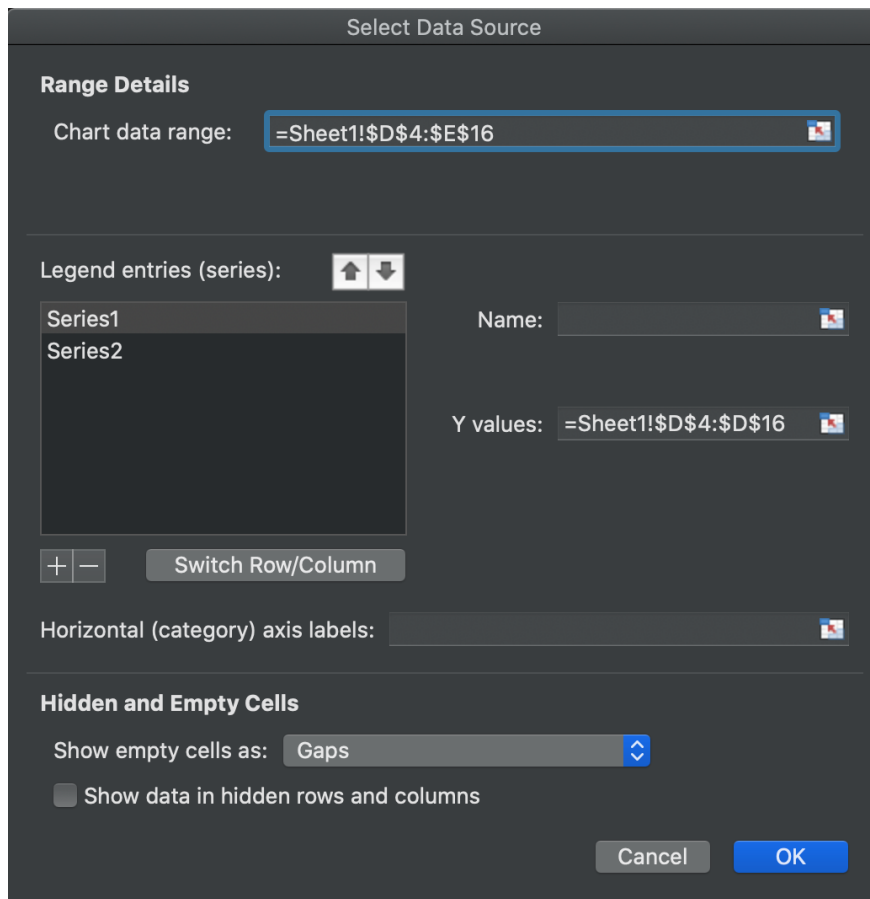 Select Data Source
Range Details
Chart data range: =Sheet1!$D$4:$E$16
Legend entries (series):
Series1
Series2
Name:
Y values: =Sheet1!$D$4:$D$16
Switch Row/Column
Horizontal (category) axis labels:
Hidden and Empty Cells
Show empty cells as: Gaps
Show data in hidden rows and columns
Cancel OK